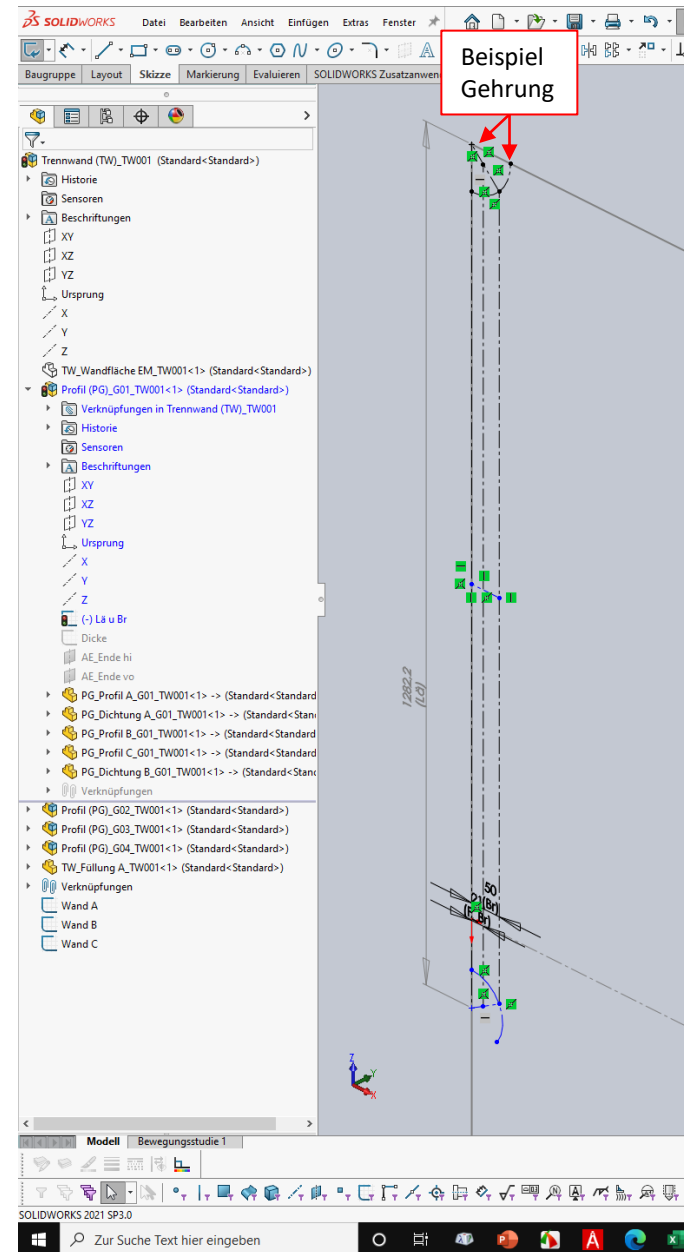 SOLIDWORKS Datei Bearbeiten Ansicht Einfügen Extras Fenster
Beispiel
Gehrung
Baugruppe Layout Skizze Markierung Evaluieren SOLIDWORKS Zusatzanwen
Trennwand (TW)_TW001 (Standard<Standard>)
Historie
Sensoren
Beschriftungen
XY
XZ
YZ
Ursprung
X
Y
Z
TW_Wandfläche EM_TW001<1> (Standard<Standard>)
Profil (PG)_G01_TW001<1> (Standard<Standard>)
Verknüpfungen in Trennwand (TW)_TW001
Historie
Sensoren
Beschriftungen
XY
XZ
YZ
Ursprung
X
Y
Z
(-) Lä u Br
Dicke
AE_Ende hi
AE_Ende vo
PG_Profil A_G01_TW001<1> -> (Standard<Standard
PG_Dichtung A_G01_TW001<1> -> (Standard<Stan
PG_Profil B_G01_TW001<1> -> (Standard<Standard
PG_Profil C_G01_TW001<1> -> (Standard<Standard
PG_Dichtung B_G01_TW001<1> -> (Standard<Stanc
Verknüpfungen
Profil (PG)_G02_TW001<1> (Standard<Standard>)
Profil (PG)_G03_TW001<1> (Standard<Standard>)
Profil (PG)_G04_TW001<1> (Standard<Standard>)
TW_Füllung A_TW001<1> (Standard<Standard>)
Verknüpfungen
Wand A
Wand B
Wand C
1282.2
(Lä)
50
(Br)
Z
Y
X
Modell Bewegungsstudie 1
SOLIDWORKS 2021 SP3.0
Zur Suche Text hier eingeben